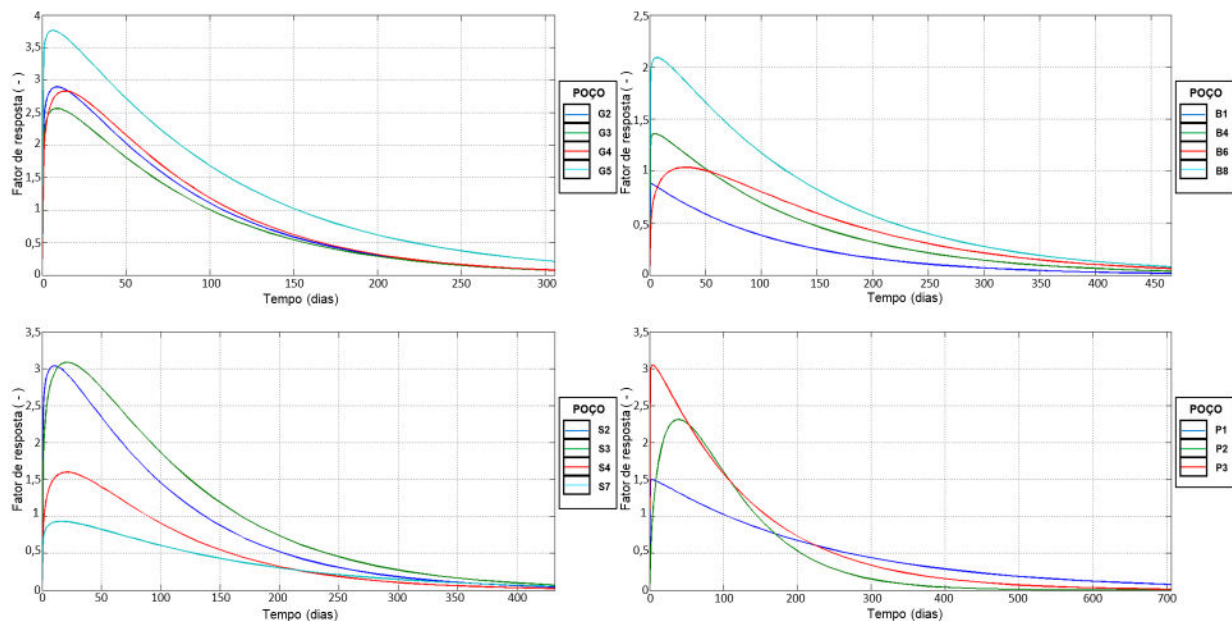 Fator de resposta ( - )
4
3,5
3
2,5
2
1,5
1
0,5
0
0
50
100
150
200
250
300
Tempo (dias)
POÇO
G2
G3
G4
G5
Fator de resposta ( - )
2,5
2
1,5
1
0,5
0
0
50
100
150
200
250
300
350
400
450
Tempo (dias)
POÇO
B1
B4
B6
B8
Fator de resposta ( - )
3,5
3
2,5
2
1,5
1
0,5
0
0
50
100
150
200
250
300
350
400
Tempo (dias)
POÇO
S2
S3
S4
S7
Fator de resposta ( - )
3,5
3
2,5
2
1,5
1
0,5
0
0
100
200
300
400
500
600
700
Tempo (dias)
POÇO
P1
P2
P3